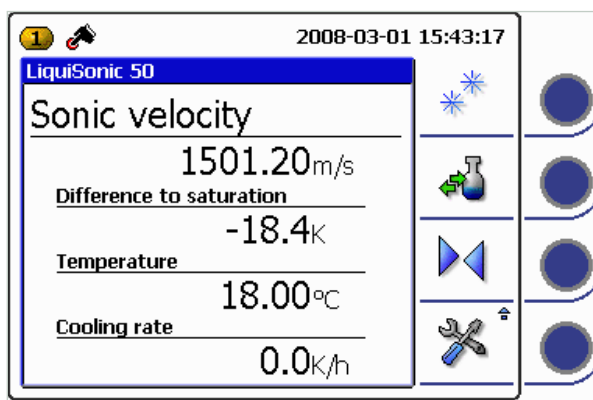 1
2008-03-01 15:43:17
LiquiSonic 50
Sonic velocity
1501.20m/s
Difference to saturation
-18.4K
Temperature
18.00°C
Cooling rate
0.0K/h